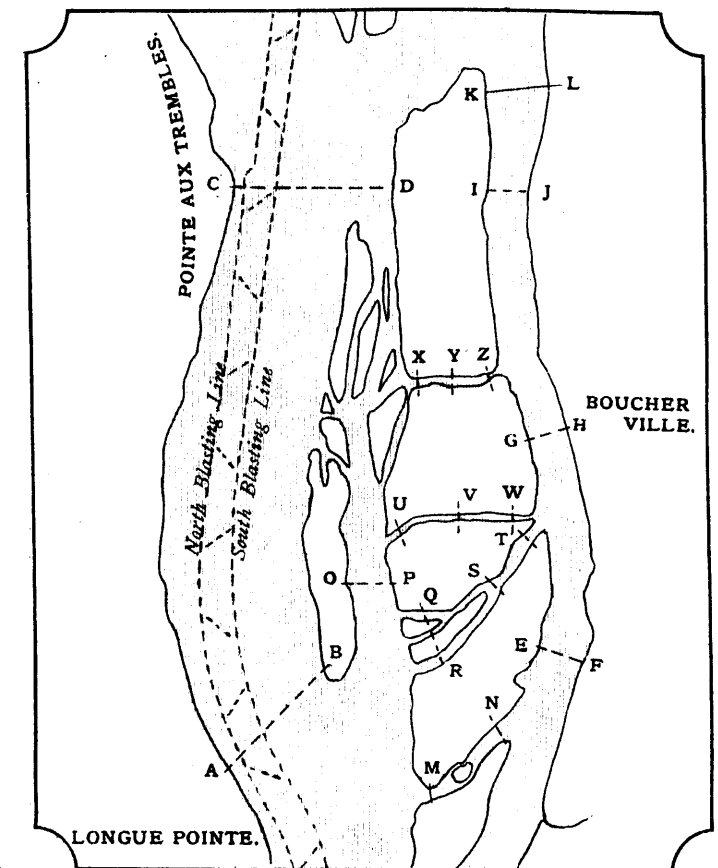 POINTE AUX TREMBLES.
K
L
C
D
I
J
North Blasting Line
South Blasting Line
X Y Z
BOUCHER
VILLE.
G
H
U
V
W
T
O
P
S
Q
B
R
E
F
N
A
M
LONGUE POINTE.